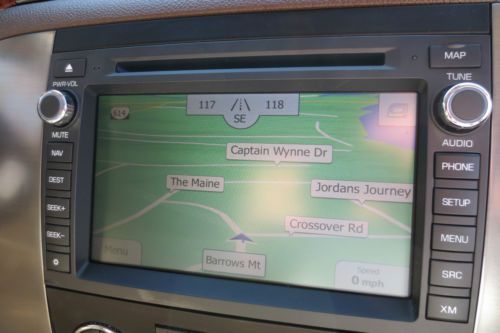 MAP
PWR-VOL
TUNE
117
118
614
SE
MUTE
AUDIO
Captain Wynne Dr
NAV
PHONE
The Maine
DEST
Jordans Journey
SETUP
SEEK+
Crossover Rd
SEEK-
MENU
Menu
Barrows Mt
Speed
0 mph
SRC
XM